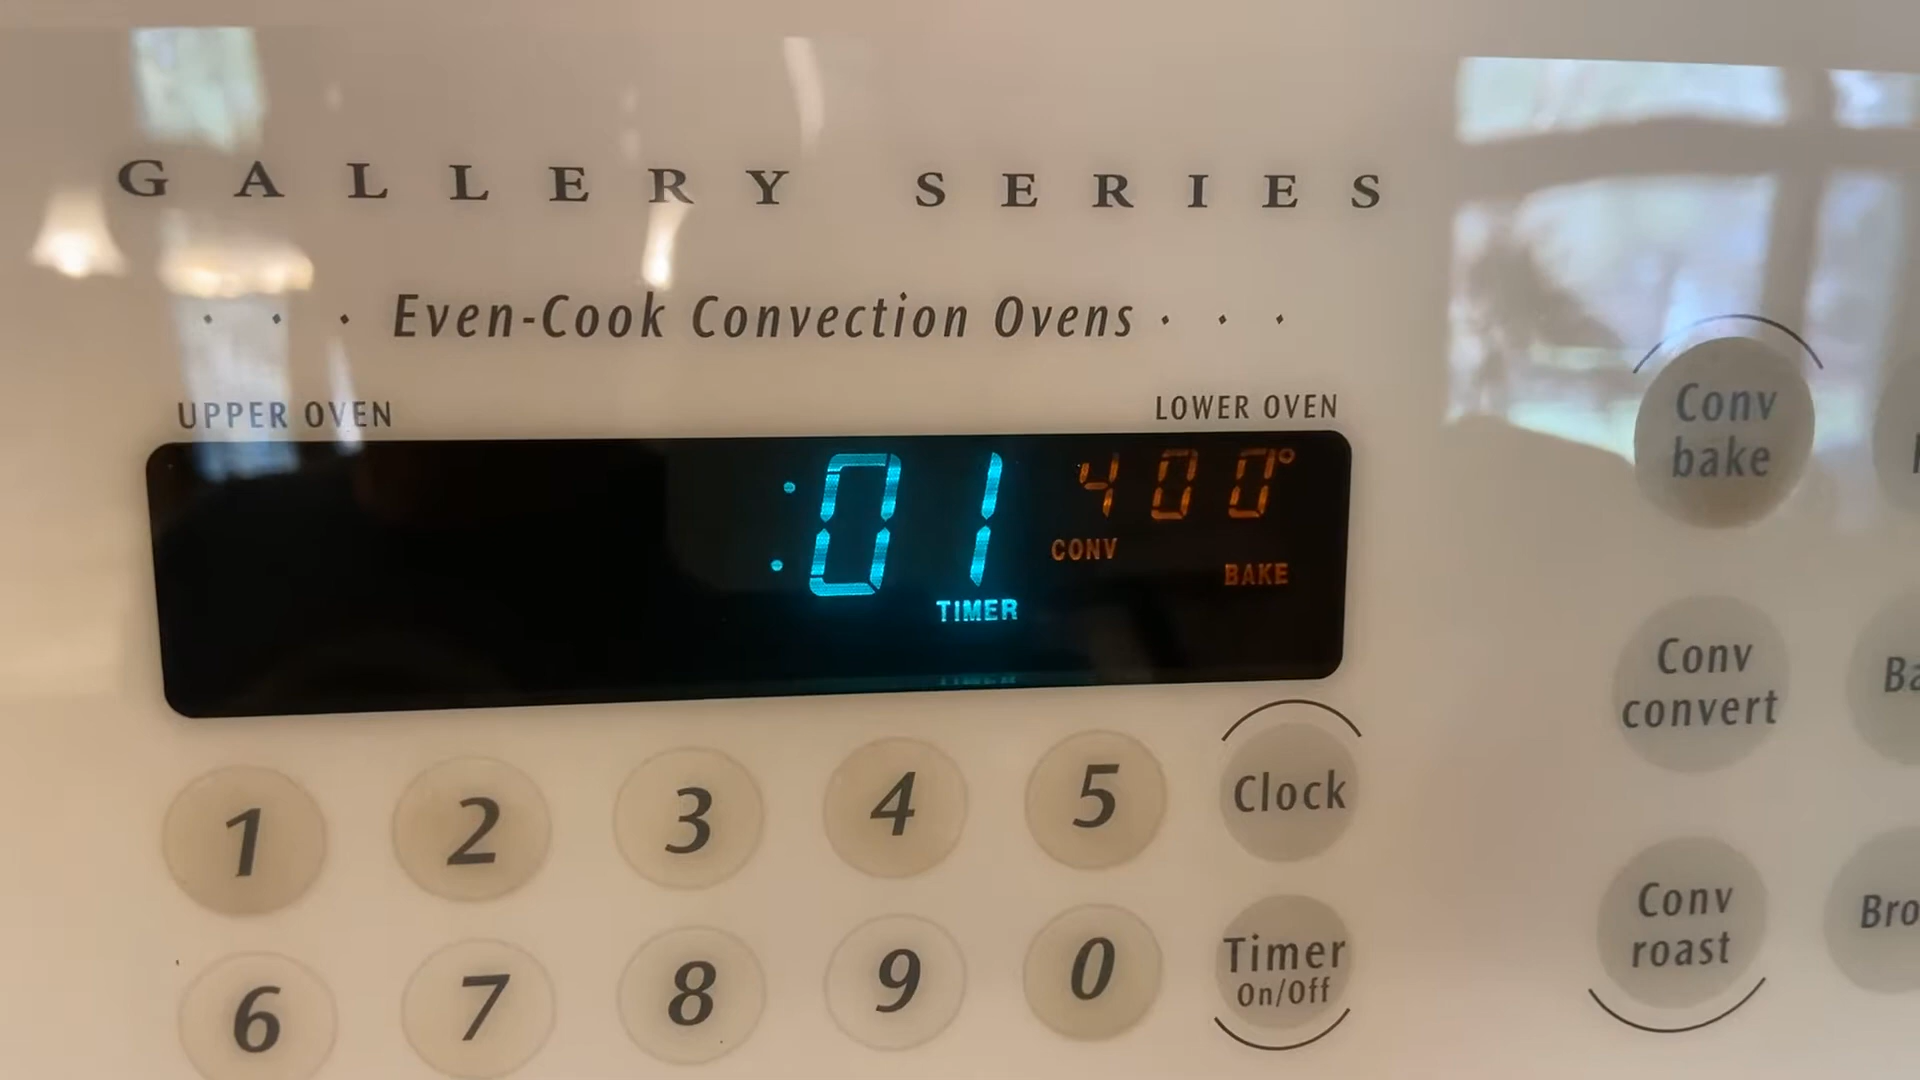 GALLERY SERIES
· · · Even-Cook Convection Ovens · · ·
UPPER OVEN
LOWER OVEN
:01
400°
CONV
BAKE
TIMER
Conv
bake
Conv
convert
Conv
roast
1 2 3 4 5
Clock
6 7 8 9 0
Timer
On/Off